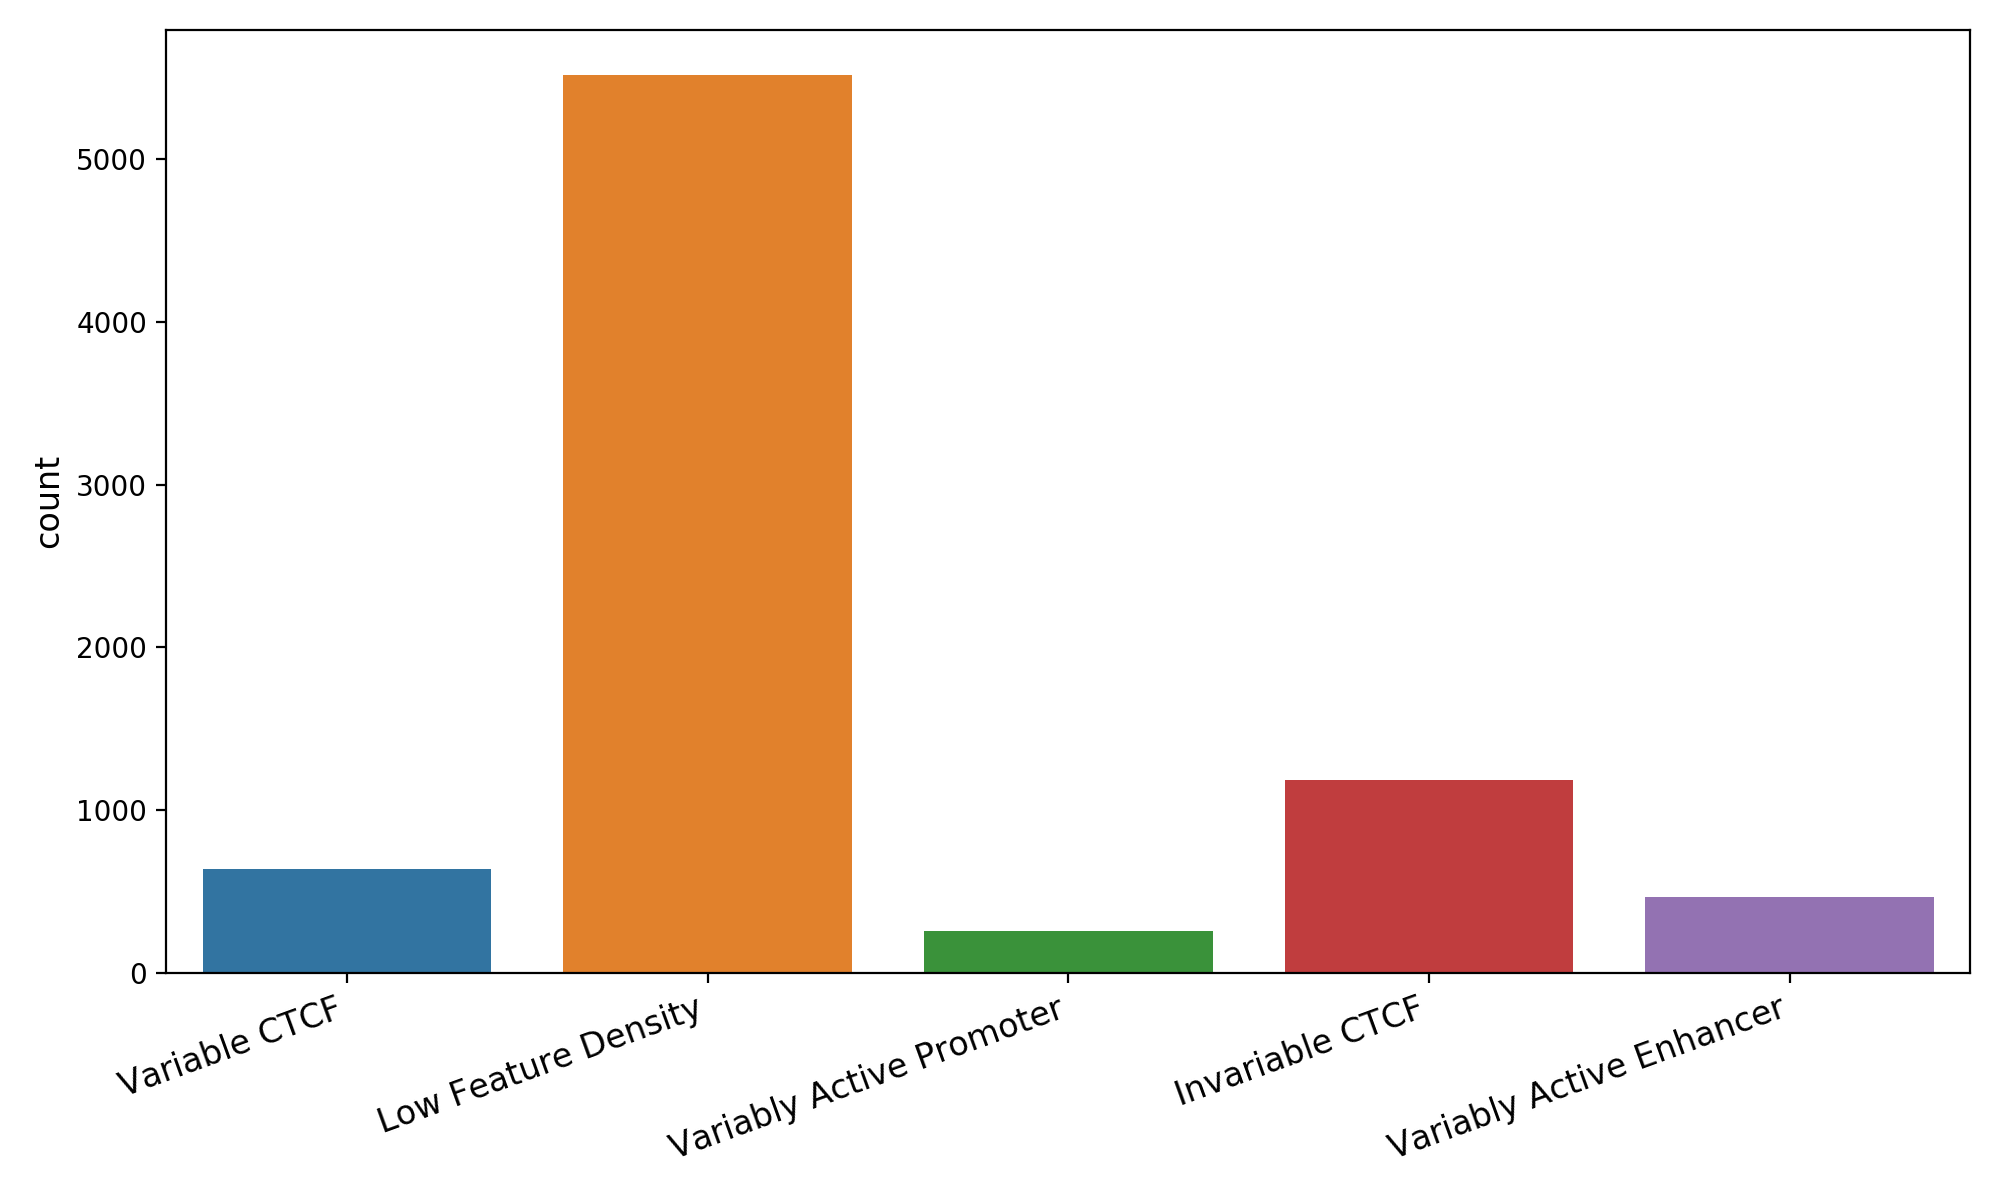 5000
4000
3000
2000
1000
0
count
Variable CTCF
Low Feature Density
Variably Active Promoter
Invariable CTCF
Variably Active Enhancer